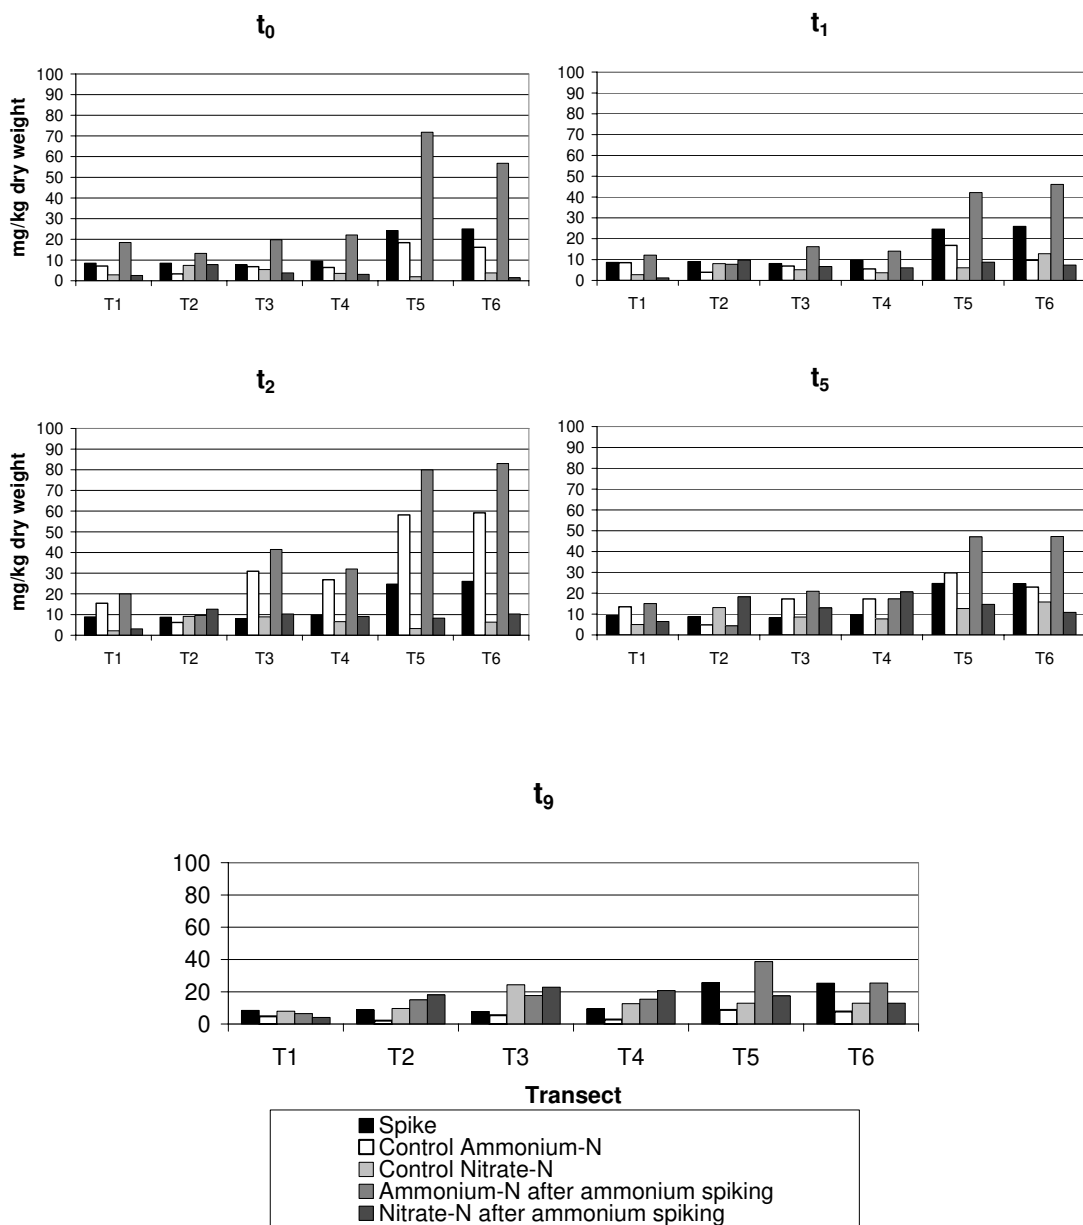 t0
t1
mg/kg dry weight
100
90
80
70
60
50
40
30
20
10
0
T1 T2 T3 T4 T5 T6
100
90
80
70
60
50
40
30
20
10
0
T1 T2 T3 T4 T5 T6
t2
t5
mg/kg dry weight
100
90
80
70
60
50
40
30
20
10
0
T1 T2 T3 T4 T5 T6
100
90
80
70
60
50
40
30
20
10
0
T1 T2 T3 T4 T5 T6
t9
100
80
60
40
20
0
T1 T2 T3 T4 T5 T6
Transect
Spike
Control Ammonium-N
Control Nitrate-N
Ammonium-N after ammonium spiking
Nitrate-N after ammonium spiking